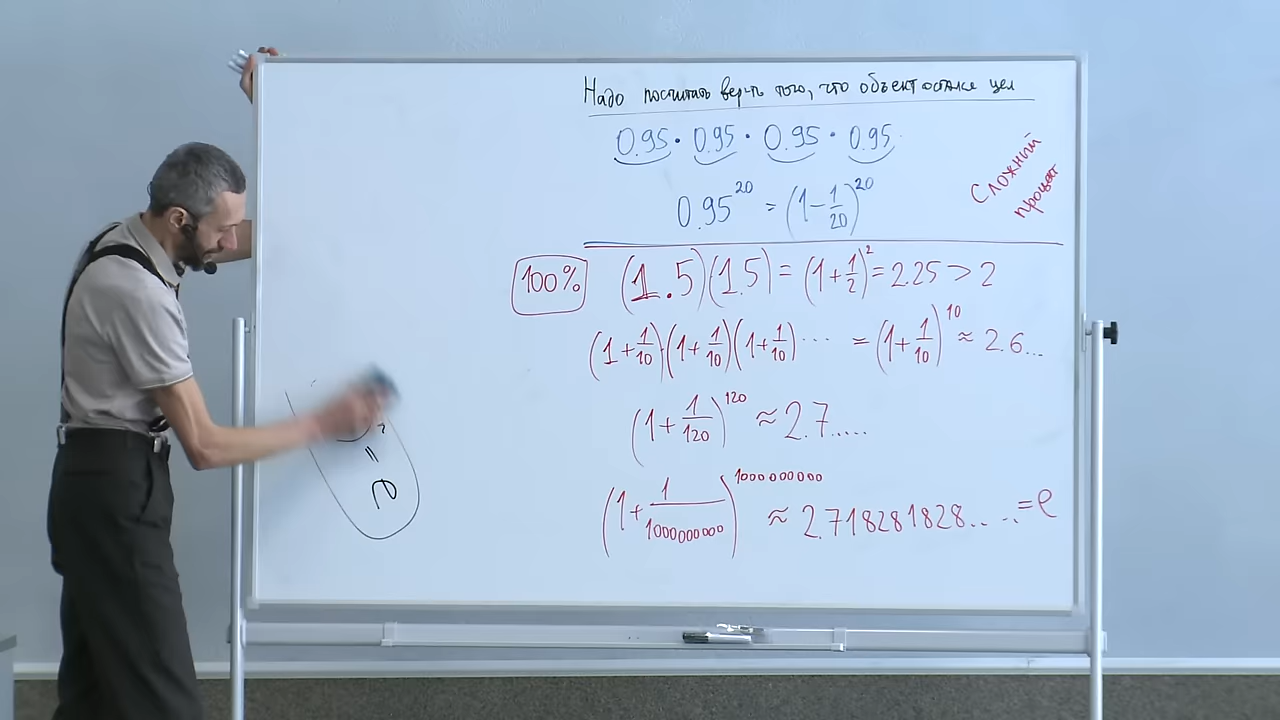 Надо посчитать вер-ть того, что объект остался цел
0.95 · 0.95 · 0.95 · 0.95
0.95²⁰ = (1-1/20)²⁰
Сложный
процент
100% (1.5)(1.5) = (1+1/2)² = 2.25 > 2
(1+1/10)·(1+1/10)(1+1/10)... = (1+1/10)¹⁰ ≈ 2.6...
(1+1/120)¹²⁰ ≈ 2.7.....
(1+1/1000000000)¹⁰⁰⁰⁰⁰⁰⁰⁰⁰ ≈ 2.718281828..... = e
=